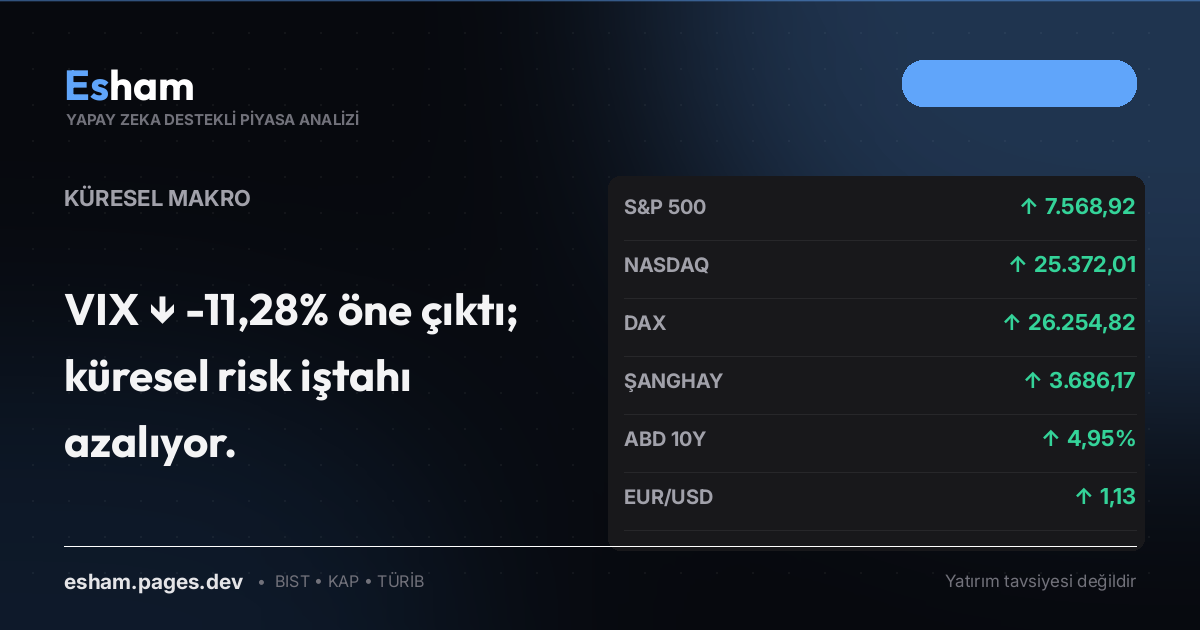 Esham
YAPAY ZEKA DESTEKLİ PİYASA ANALİZİ
KÜRESEL MAKRO
VIX ↓ -11,28% öne çıktı;
küresel risk iştahı
azalıyor.
S&P 500 ↑ 7.568,92
NASDAQ ↑ 25.372,01
DAX ↑ 26.254,82
ŞANGHAY ↑ 3.686,17
ABD 10Y ↑ 4,95%
EUR/USD ↑ 1,13
esham.pages.dev • BIST • KAP • TÜRİB
Yatırım tavsiyesi değildir